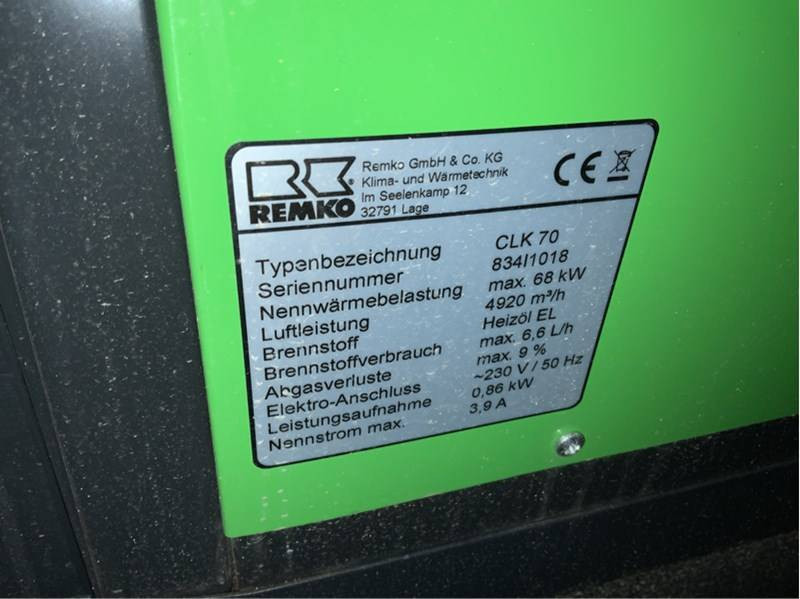 REMKO
Remko GmbH & Co. KG
Klima- und Wärmetechnik
Im Seelenkamp 12
32791 Lage
CE
Typenbezeichnung CLK 70
Seriennummer 834I1018
Nennwärmebelastung max. 68 kW
Luftleistung 4920 m³/h
Brennstoff Heizöl EL
Brennstoffverbrauch max. 6,6 L/h
Abgasverluste max. 9 %
Elektro-Anschluss ~230 V / 50 Hz
Leistungsaufnahme 0,86 kW
Nennstrom max. 3,9 A